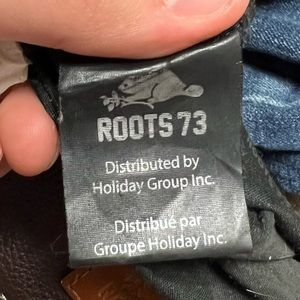 ROOTS 73
Distributed by
Holiday Group Inc.
Distribué par
Groupe Holiday Inc.